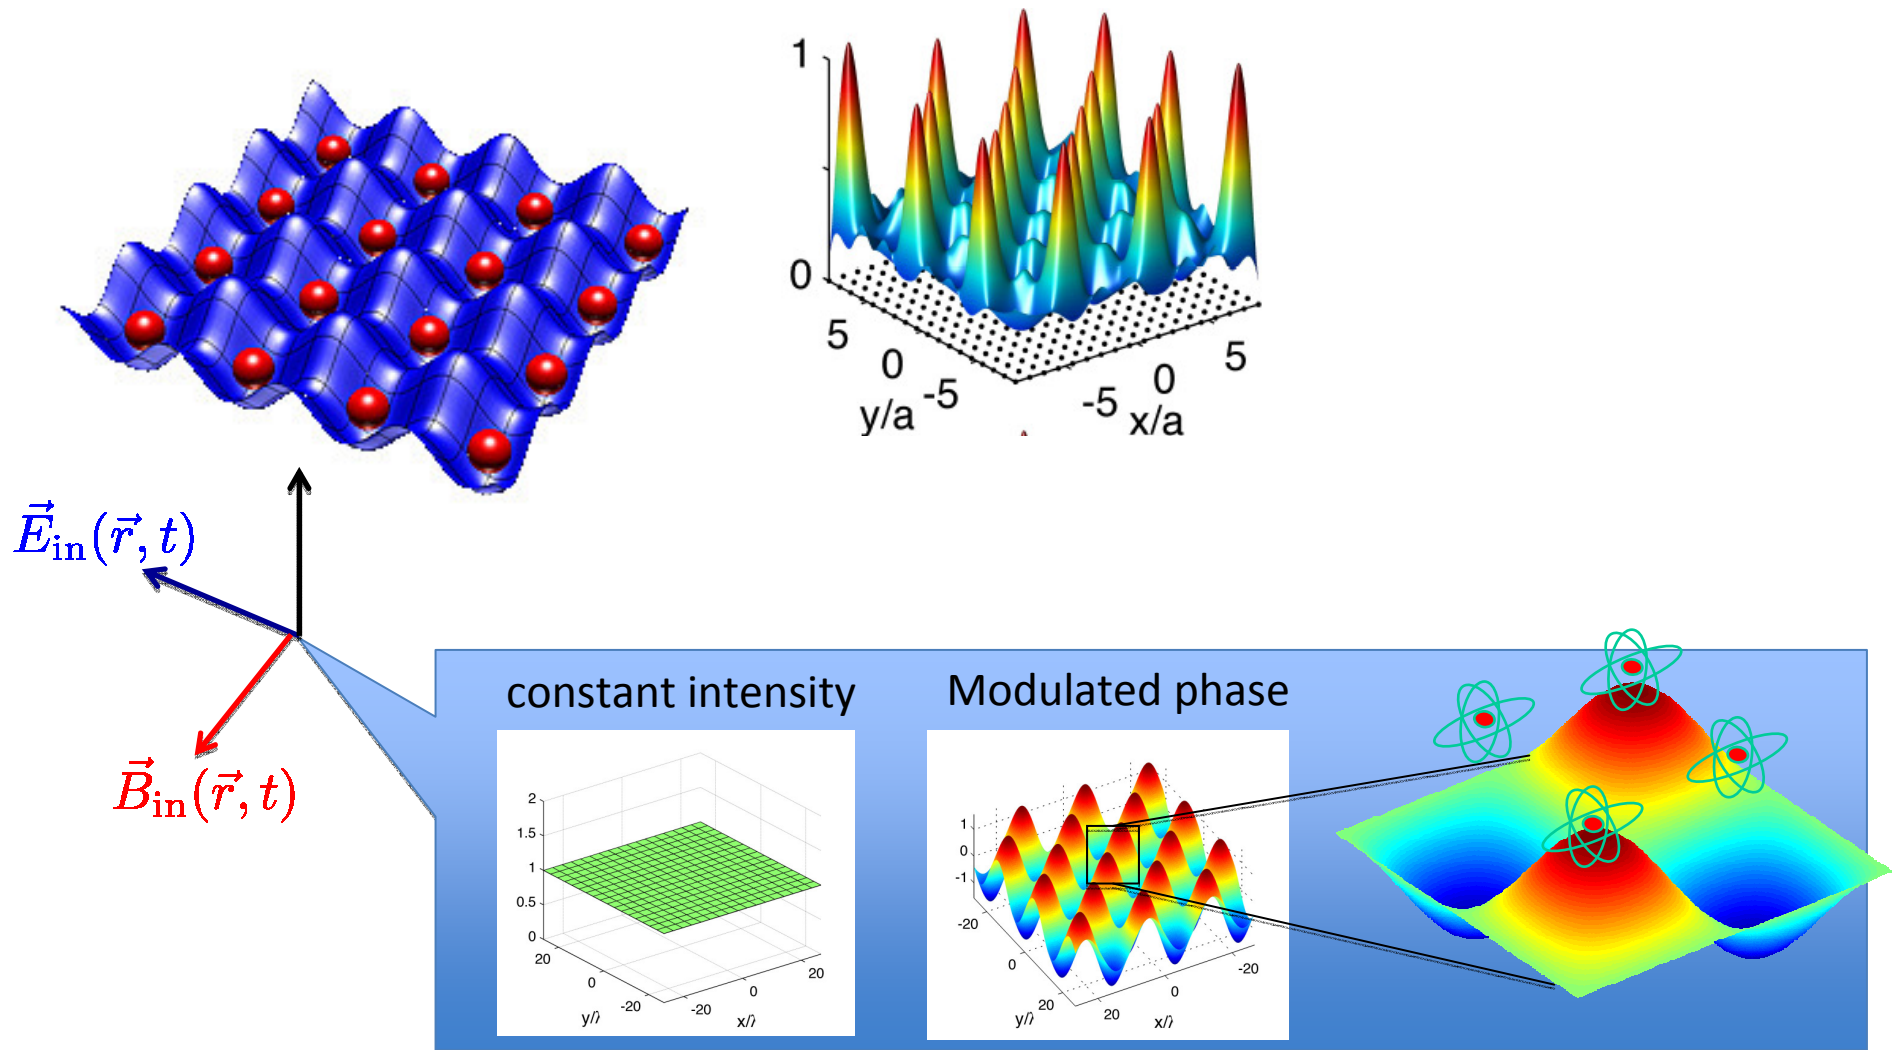 1
0
5
0
-5
y/a
-5
0
5
x/a
$\vec{E}_{\text{in}}(\vec{r}, t)$
$\vec{B}_{\text{in}}(\vec{r}, t)$
constant intensity
2
1.5
1
0.5
0
20
0
-20
y/λ
-20
0
20
x/λ
Modulated phase
1
0
-1
-20
0
20
y/λ
20
0
-20
x/λ